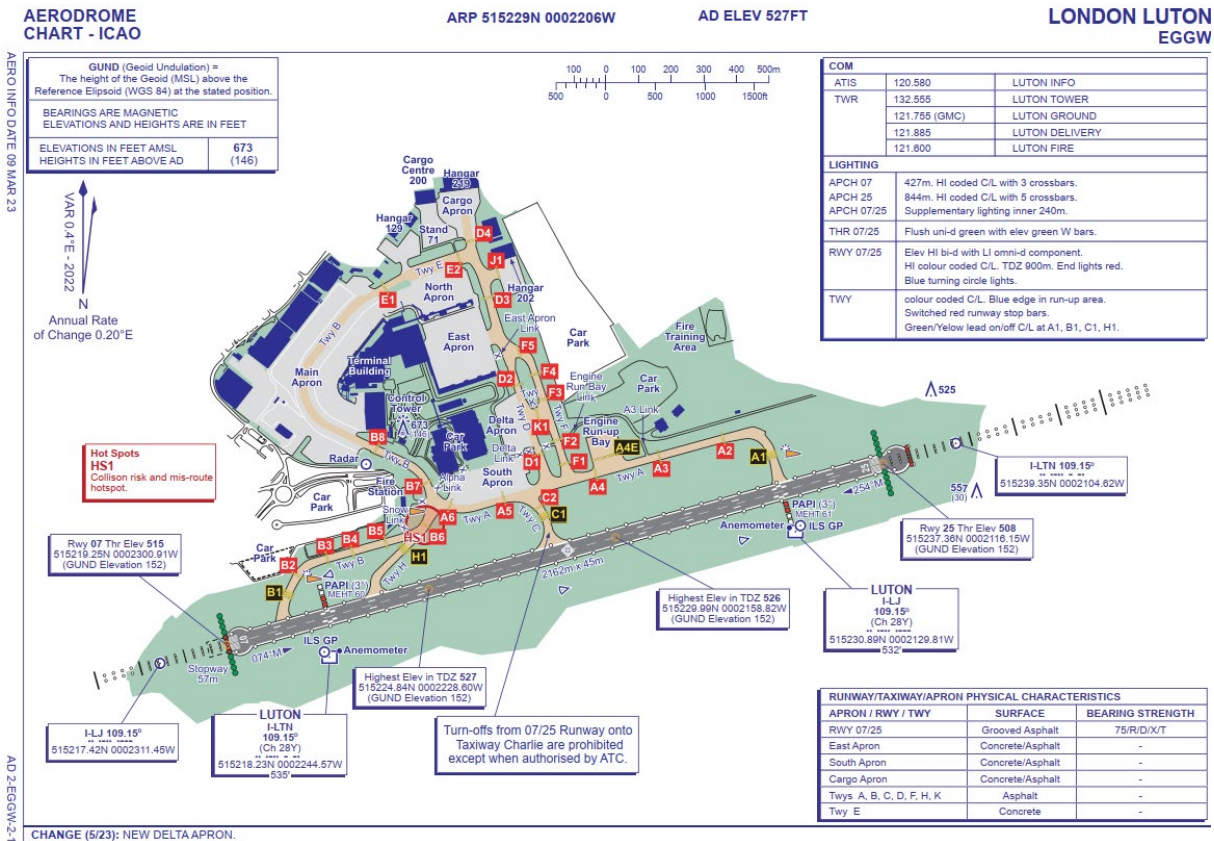 AERODROME
CHART - ICAO
ARP 515229N 0002206W
AD ELEV 527FT
LONDON LUTON
EGGW
AERO INFO DATE 09 MAR 23
GUND (Geoid Undulation) =
The height of the Geoid (MSL) above the
Reference Elipsoid (WGS 84) at the stated position.
BEARINGS ARE MAGNETIC
ELEVATIONS AND HEIGHTS ARE IN FEET
ELEVATIONS IN FEET AMSL 673
HEIGHTS IN FEET ABOVE AD (146)
100 0 100 200 300 400 500m
500 0 500 1000 1500ft
COM
ATIS 120.580 LUTON INFO
TWR 132.555 LUTON TOWER
121.755 (GMC) LUTON GROUND
121.885 LUTON DELIVERY
121.600 LUTON FIRE
LIGHTING
APCH 07 427m. HI coded C/L with 3 crossbars.
APCH 25 844m. HI coded C/L with 5 crossbars.
APCH 07/25 Supplementary lighting inner 240m.
THR 07/25 Flush uni-d green with elev green W bars.
RWY 07/25 Elev HI bi-d with LI omni-d component.
HI colour coded C/L. TDZ 900m. End lights red.
Blue turning circle lights.
TWY colour coded C/L. Blue edge in run-up area.
Switched red runway stop bars.
Green/Yelow lead on/off C/L at A1, B1, C1, H1.
VAR 0.4°E - 2022
N
Annual Rate
of Change 0.20°E
Cargo
Centre
200
Hangar
219
Cargo
Apron
Hangar
129
Stand
71
D4
J1
Twy E
E2
E1
North
Apron
Hangar
202
D3
East Apron
Link
Twy B
East
Apron
F5
Car
Park
Fire
Training
Area
Terminal
Building
Main
Apron
D2
F4
F3
Engine
Run Bay
Link
Car
Park
Control
Tower
673
(146)
Twy K
Twy F
A3 Link
Delta
Apron
Twy D
K1
Engine
Run-up
Bay
B8
Car
Park
Delta
Link
F2
F1
A4E
A2
A1
525
Hot Spots
HS1
Collison risk and mis-route
hotspot.
Radar
Twy B
D1
A3
Twy A
A4
Fire
Station
B7
Alpha
Link
South
Apron
C2
Car
Park
Snow
Link
A6
Twy A
A5
Twy C
C1
HS1
B6
B5
B4
B3
H1
Car
Park
B2
Twy B
Twy H
B1
PAPI (3°)
MEHT 60
2162m x 45m
25
254°M
557
(30)
PAPI (3°)
MEHT 61
Anemometer
ILS GP
I-LTN 109.15D
515239.35N 0002104.62W
Rwy 25 Thr Elev 508
515237.36N 0002116.15W
(GUND Elevation 152)
Rwy 07 Thr Elev 515
515219.25N 0002300.91W
(GUND Elevation 152)
07
074°M
Stopway
57m
ILS GP
Anemometer
Highest Elev in TDZ 526
515229.99N 0002158.82W
(GUND Elevation 152)
LUTON
I-LJ
109.15D
(Ch 28Y)
515230.89N 0002129.81W
532'
Highest Elev in TDZ 527
515224.84N 0002228.60W
(GUND Elevation 152)
I-LJ 109.15D
515217.42N 0002311.45W
LUTON
I-LTN
109.15D
(Ch 28Y)
515218.23N 0002244.57W
535'
Turn-offs from 07/25 Runway onto
Taxiway Charlie are prohibited
except when authorised by ATC.
RUNWAY/TAXIWAY/APRON PHYSICAL CHARACTERISTICS
APRON / RWY / TWY SURFACE BEARING STRENGTH
RWY 07/25 Grooved Asphalt 75/R/D/X/T
East Apron Concrete/Asphalt -
South Apron Concrete/Asphalt -
Cargo Apron Concrete/Asphalt -
Twys A, B, C, D, F, H, K Asphalt -
Twy E Concrete -
AD 2-EGGW-2-1
CHANGE (5/23): NEW DELTA APRON.